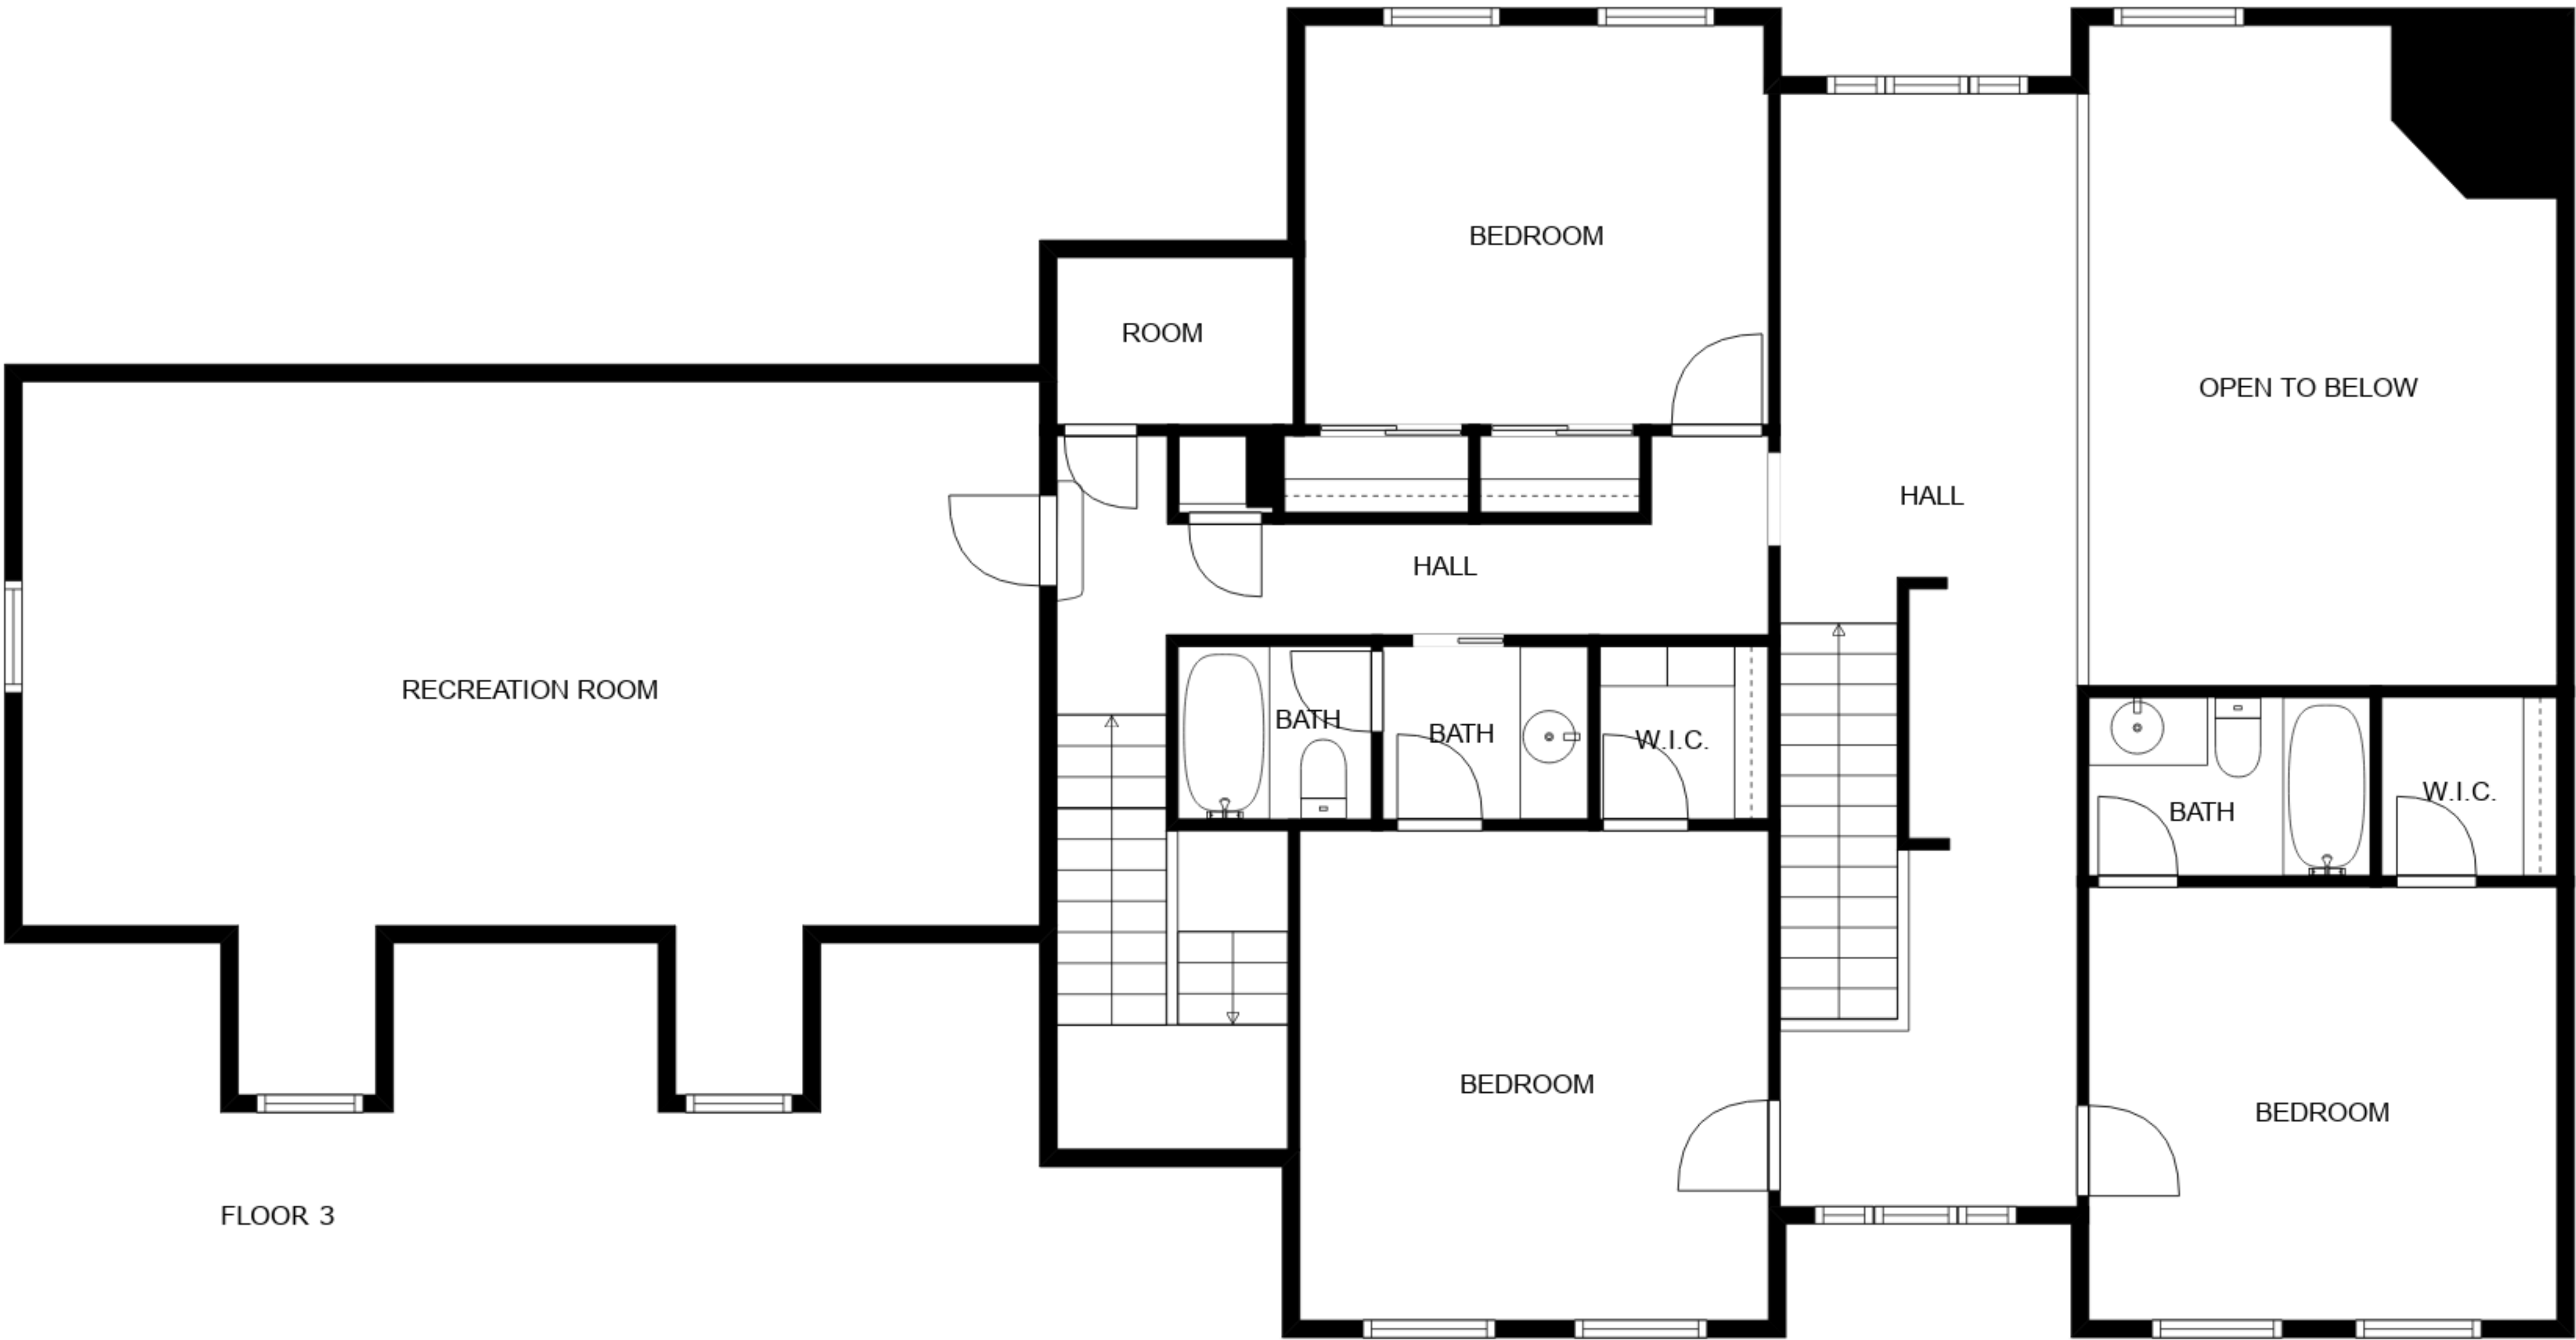 BEDROOM
ROOM
OPEN TO BELOW
HALL
HALL
RECREATION ROOM
BATH
BATH
W.I.C.
W.I.C.
BATH
BEDROOM
BEDROOM
FLOOR 3